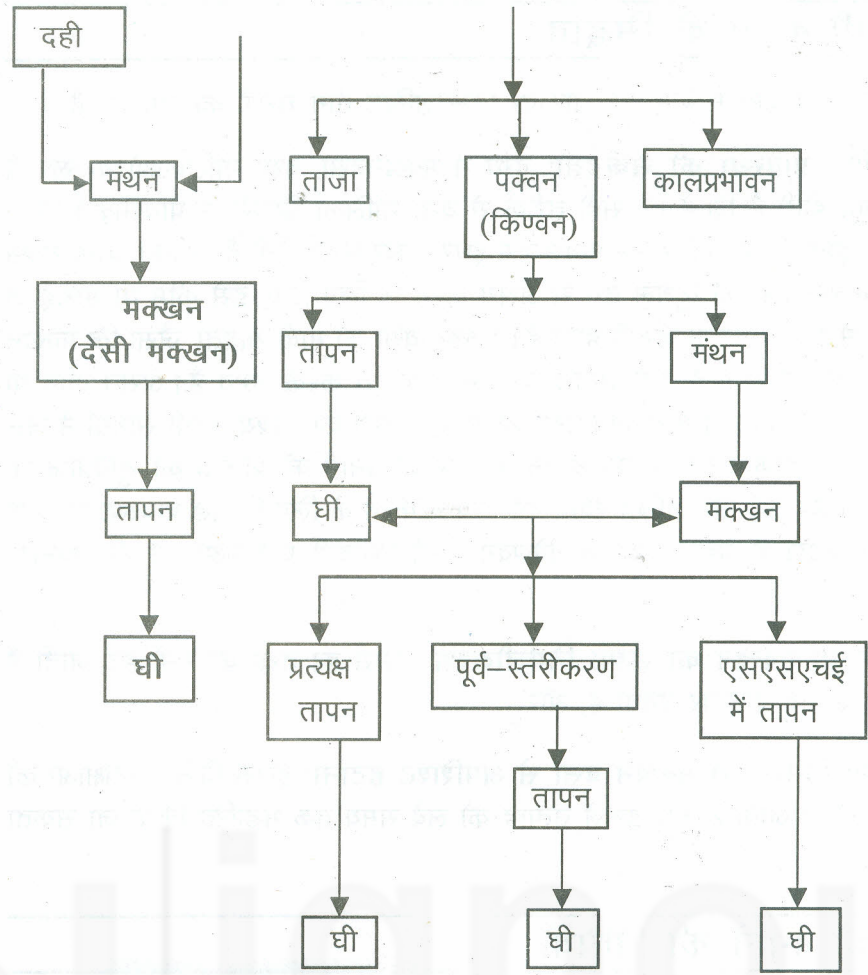 दही
मंथन
ताजा
पक्वन
(किण्वन)
कालप्रभावन
मक्खन
(देसी मक्खन)
तापन
मंथन
तापन
घी
मक्खन
घी
प्रत्यक्ष
तापन
पूर्व–स्तरीकरण
एसएसएचई
में तापन
तापन
घी
घी
घी